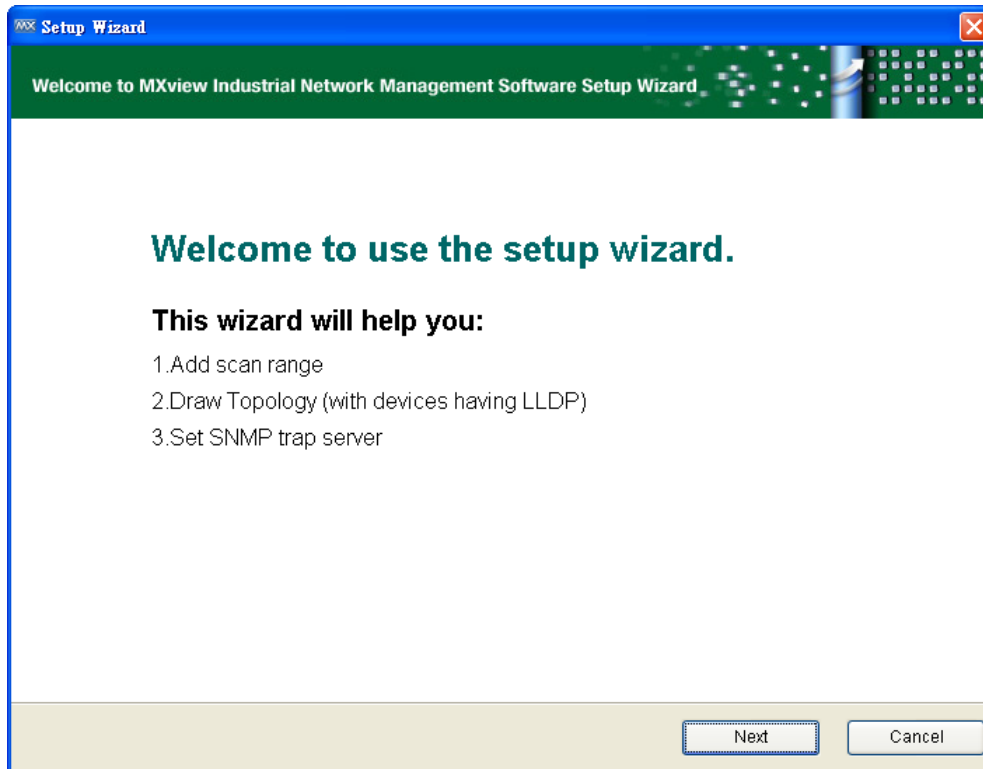 MX Setup Wizard
Welcome to MXview Industrial Network Management Software Setup Wizard
Welcome to use the setup wizard.
This wizard will help you:
1.Add scan range
2.Draw Topology (with devices having LLDP)
3.Set SNMP trap server
Next Cancel